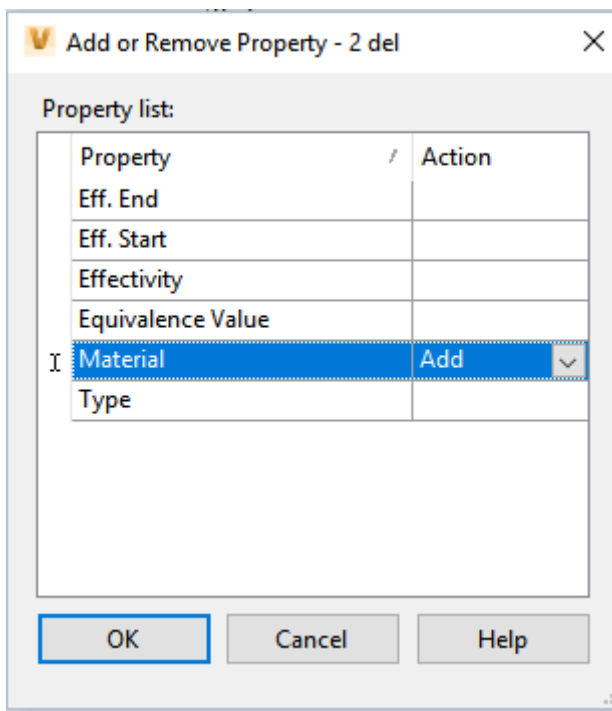 Add or Remove Property - 2 del
Property list:
Property Action
Eff. End
Eff. Start
Effectivity
Equivalence Value
Material Add
Type
OK Cancel Help